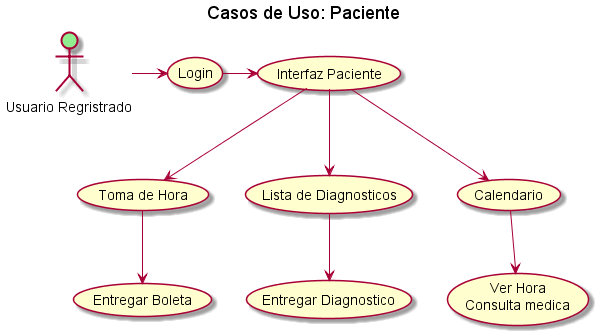 Casos de Uso: Paciente
Usuario Regristrado
Login
Interfaz Paciente
Toma de Hora
Lista de Diagnosticos
Calendario
Entregar Boleta
Entregar Diagnostico
Ver Hora
Consulta medica